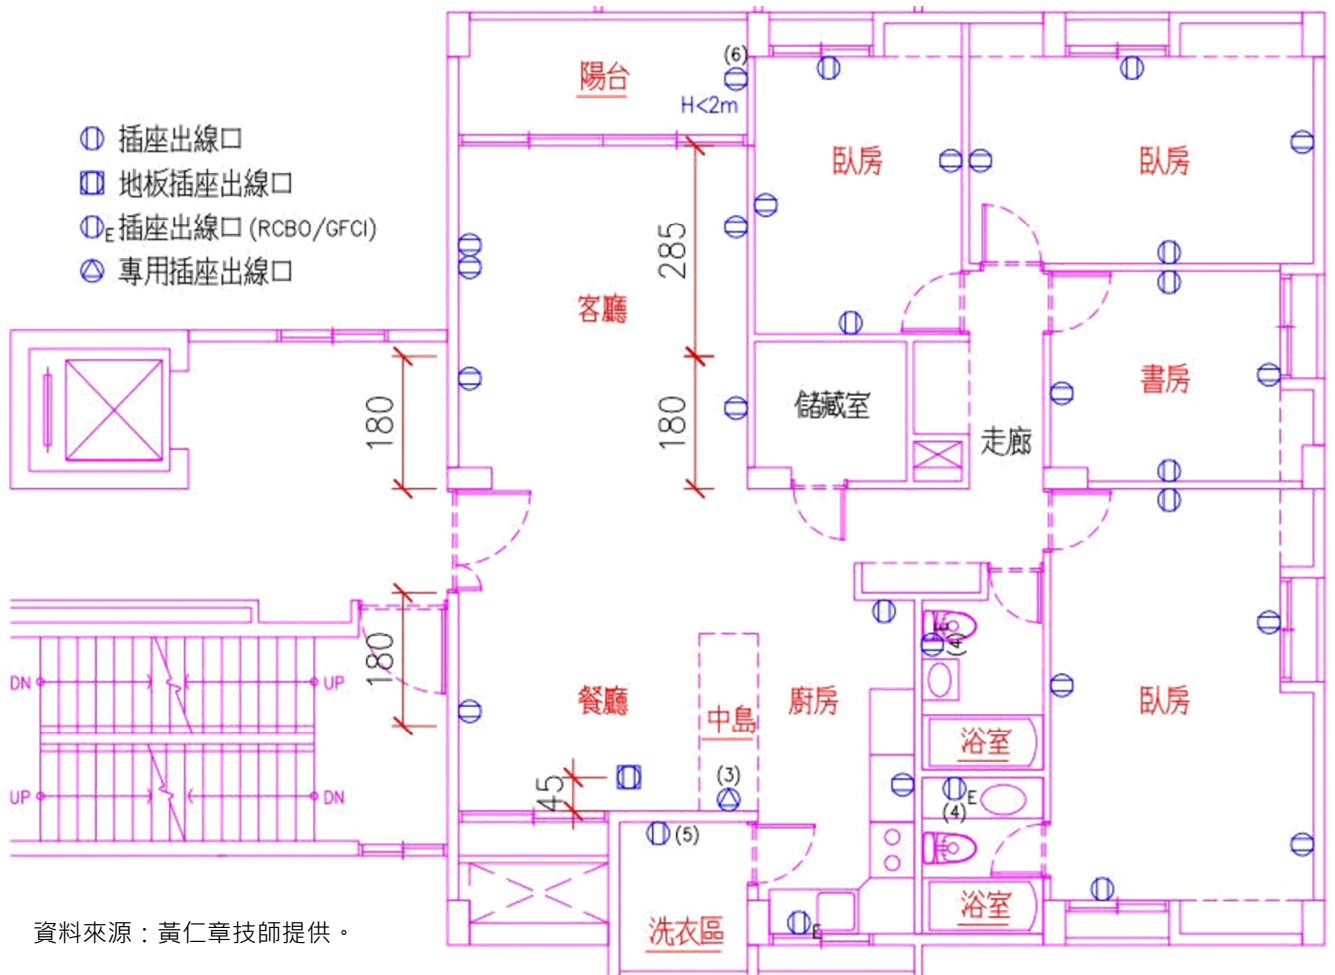 (6)
陽台
H<2m
插座出線口
地板插座出線口
E 插座出線口 (RCBO/GFCI)
專用插座出線口
臥房
臥房
285
客廳
180
180
儲藏室
書房
走廊
180
E
(4)
DN
UP
餐廳
中島
廚房
臥房
浴室
(3)
45
UP
DN
E
(4)
(5)
浴室
洗衣區
E
資料來源：黃仁章技師提供。